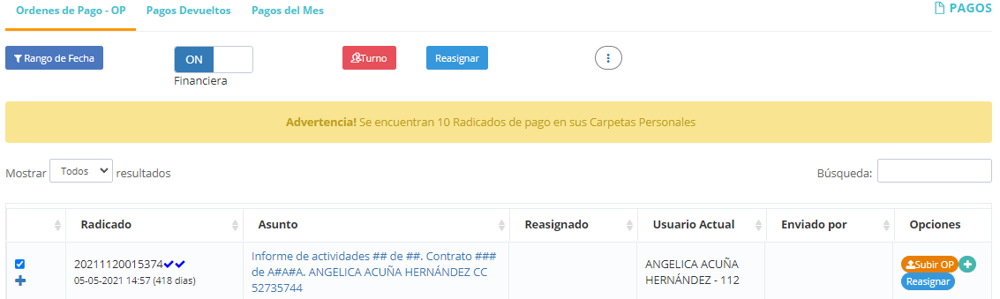 Ordenes de Pago - OP Pagos Devueltos Pagos del Mes PAGOS
Rango de Fecha ON Turno Reasignar
Financiera
Advertencia! Se encuentran 10 Radicados de pago en sus Carpetas Personales
Mostrar Todos resultados Búsqueda:
Radicado Asunto Reasignado Usuario Actual Enviado por Opciones
20211120015374 Informe de actividades ## de ##. Contrato ### ANGELICA ACUÑA Subir OP
05-05-2021 14:57 (418 dias) de A#A#A. ANGELICA ACUÑA HERNÁNDEZ CC HERNÁNDEZ - 112 Reasignar
52735744